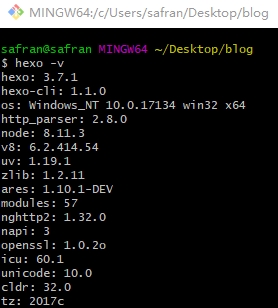 MINGW64:/c/Users/safran/Desktop/blog
safran@safran MINGW64 ~/Desktop/blog
$ hexo -v
hexo: 3.7.1
hexo-cli: 1.1.0
os: Windows_NT 10.0.17134 win32 x64
http_parser: 2.8.0
node: 8.11.3
v8: 6.2.414.54
uv: 1.19.1
zlib: 1.2.11
ares: 1.10.1-DEV
modules: 57
nghttp2: 1.32.0
napi: 3
openssl: 1.0.2o
icu: 60.1
unicode: 10.0
cldr: 32.0
tz: 2017c